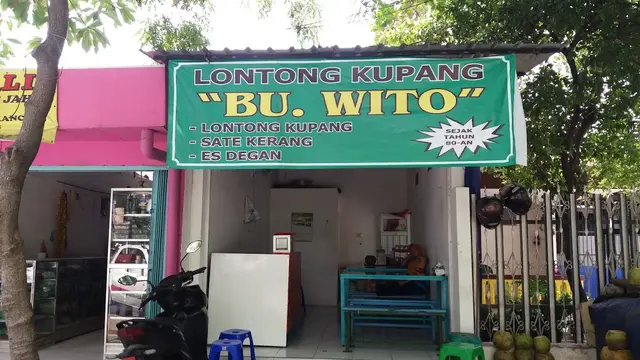 LONTONG KUPANG
"BU. WITO"
- LONTONG KUPANG
- SATE KERANG
- ES DEGAN
SEJAK
TAHUN
80-AN